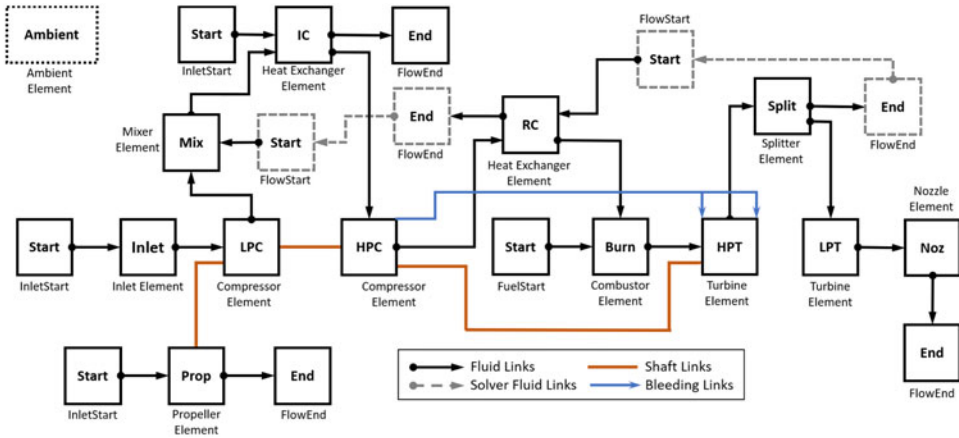 Ambient
Ambient
Element
Start
InletStart
IC
Heat Exchanger
Element
End
FlowEnd
FlowStart
Start
Mixer
Element
Mix
Start
FlowStart
End
FlowEnd
RC
Heat Exchanger
Element
Split
Splitter
Element
End
FlowEnd
Start
InletStart
Inlet
Inlet Element
LPC
Compressor
Element
HPC
Compressor
Element
Start
FuelStart
Burn
Combustor
Element
HPT
Turbine
Element
LPT
Turbine
Element
Nozzle
Element
Noz
End
FlowEnd
Start
InletStart
Prop
Propeller
Element
End
FlowEnd
Fluid Links
Shaft Links
Solver Fluid Links
Bleeding Links